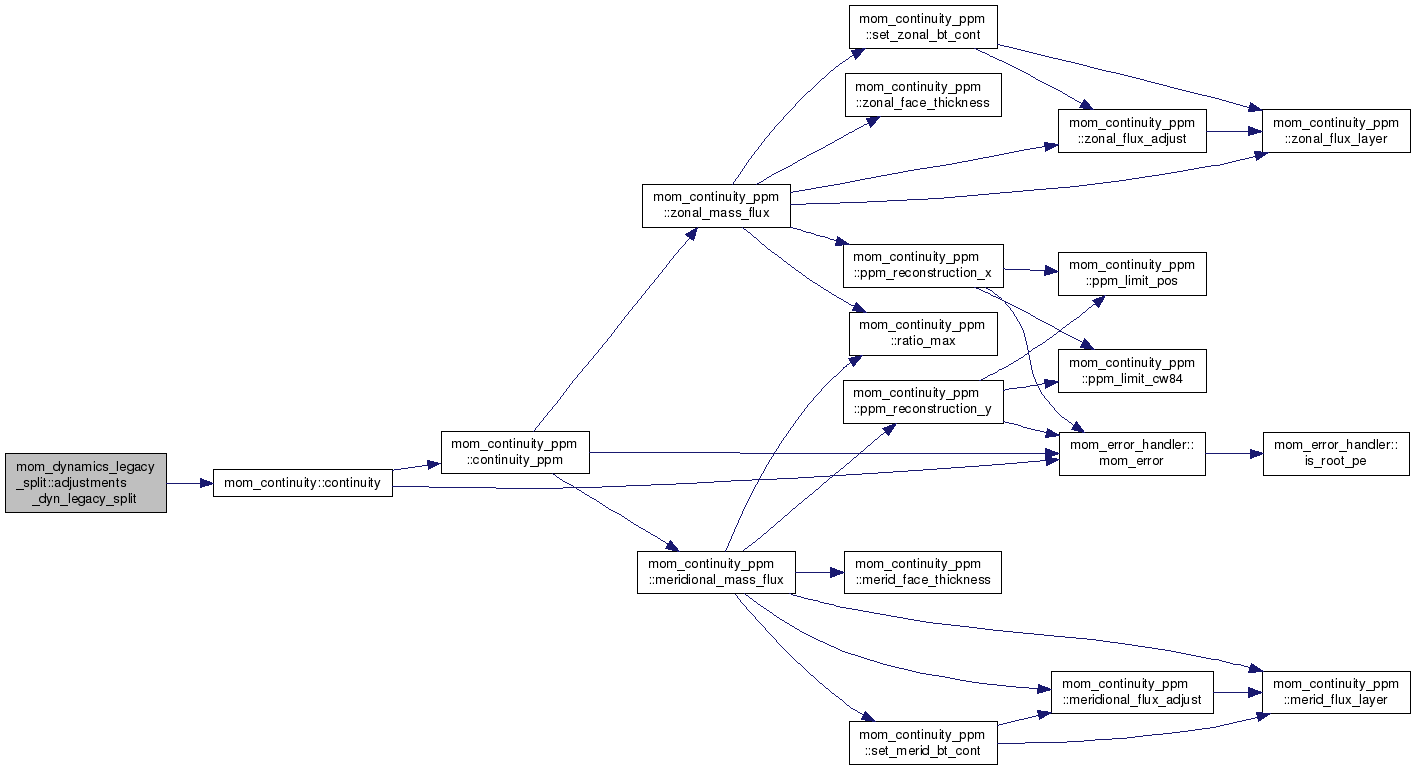 mom_dynamics_legacy
_split::adjustments
_dyn_legacy_split
mom_continuity::continuity
mom_continuity_ppm
::continuity_ppm
mom_continuity_ppm
::zonal_mass_flux
mom_continuity_ppm
::meridional_mass_flux
mom_continuity_ppm
::set_zonal_bt_cont
mom_continuity_ppm
::zonal_face_thickness
mom_continuity_ppm
::ppm_reconstruction_x
mom_continuity_ppm
::ratio_max
mom_continuity_ppm
::ppm_reconstruction_y
mom_continuity_ppm
::merid_face_thickness
mom_continuity_ppm
::set_merid_bt_cont
mom_continuity_ppm
::zonal_flux_adjust
mom_continuity_ppm
::ppm_limit_pos
mom_continuity_ppm
::ppm_limit_cw84
mom_error_handler::
mom_error
mom_continuity_ppm
::meridional_flux_adjust
mom_continuity_ppm
::zonal_flux_layer
mom_error_handler::
is_root_pe
mom_continuity_ppm
::merid_flux_layer